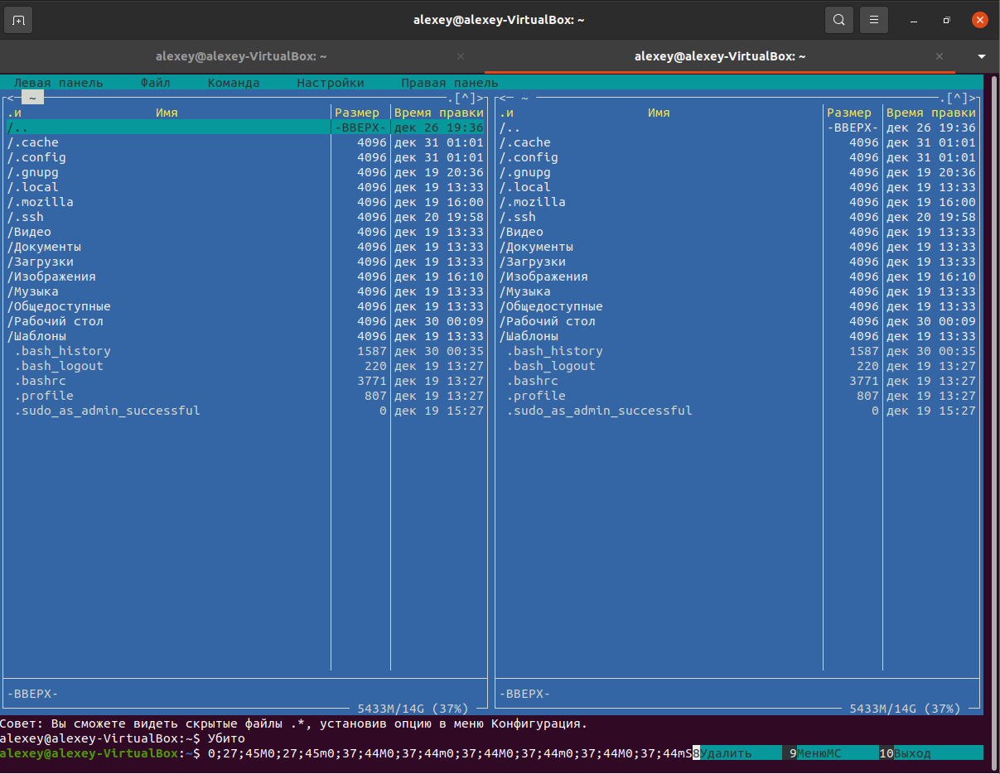 alexey@alexey-VirtualBox: ~
alexey@alexey-VirtualBox: ~ × alexey@alexey-VirtualBox: ~ ×
Левая панель Файл Команда Настройки Правая панель
<─ ~ ─.[^]>┐ <─ ~ ─.[^]>┐
.и Имя Размер Время правки .и Имя Размер Время правки
/.. -ВВЕРХ- дек 26 19:36 /.. -ВВЕРХ- дек 26 19:36
/.cache 4096 дек 31 01:01 /.cache 4096 дек 31 01:01
/.config 4096 дек 31 01:01 /.config 4096 дек 31 01:01
/.gnupg 4096 дек 19 20:36 /.gnupg 4096 дек 19 20:36
/.local 4096 дек 19 13:33 /.local 4096 дек 19 13:33
/.mozilla 4096 дек 19 16:00 /.mozilla 4096 дек 19 16:00
/.ssh 4096 дек 20 19:58 /.ssh 4096 дек 20 19:58
/Видео 4096 дек 19 13:33 /Видео 4096 дек 19 13:33
/Документы 4096 дек 19 13:33 /Документы 4096 дек 19 13:33
/Загрузки 4096 дек 19 13:33 /Загрузки 4096 дек 19 13:33
/Изображения 4096 дек 19 16:10 /Изображения 4096 дек 19 16:10
/Музыка 4096 дек 19 13:33 /Музыка 4096 дек 19 13:33
/Общедоступные 4096 дек 19 13:33 /Общедоступные 4096 дек 19 13:33
/Рабочий стол 4096 дек 30 00:09 /Рабочий стол 4096 дек 30 00:09
/Шаблоны 4096 дек 19 13:33 /Шаблоны 4096 дек 19 13:33
.bash_history 1587 дек 30 00:35 .bash_history 1587 дек 30 00:35
.bash_logout 220 дек 19 13:27 .bash_logout 220 дек 19 13:27
.bashrc 3771 дек 19 13:27 .bashrc 3771 дек 19 13:27
.profile 807 дек 19 13:27 .profile 807 дек 19 13:27
.sudo_as_admin_successful 0 дек 19 15:27 .sudo_as_admin_successful 0 дек 19 15:27
-ВВЕРХ- -ВВЕРХ-
5433M/14G (37%) 5433M/14G (37%)
Совет: Вы сможете видеть скрытые файлы .*, установив опцию в меню Конфигурация.
alexey@alexey-VirtualBox:~$ Убито
alexey@alexey-VirtualBox:~$ 0;27;45M0;27;45m0;37;44M0;37;44m0;37;44M0;37;44m0;37;44M0;37;44mS8Удалить 9МенюМС 10Выход